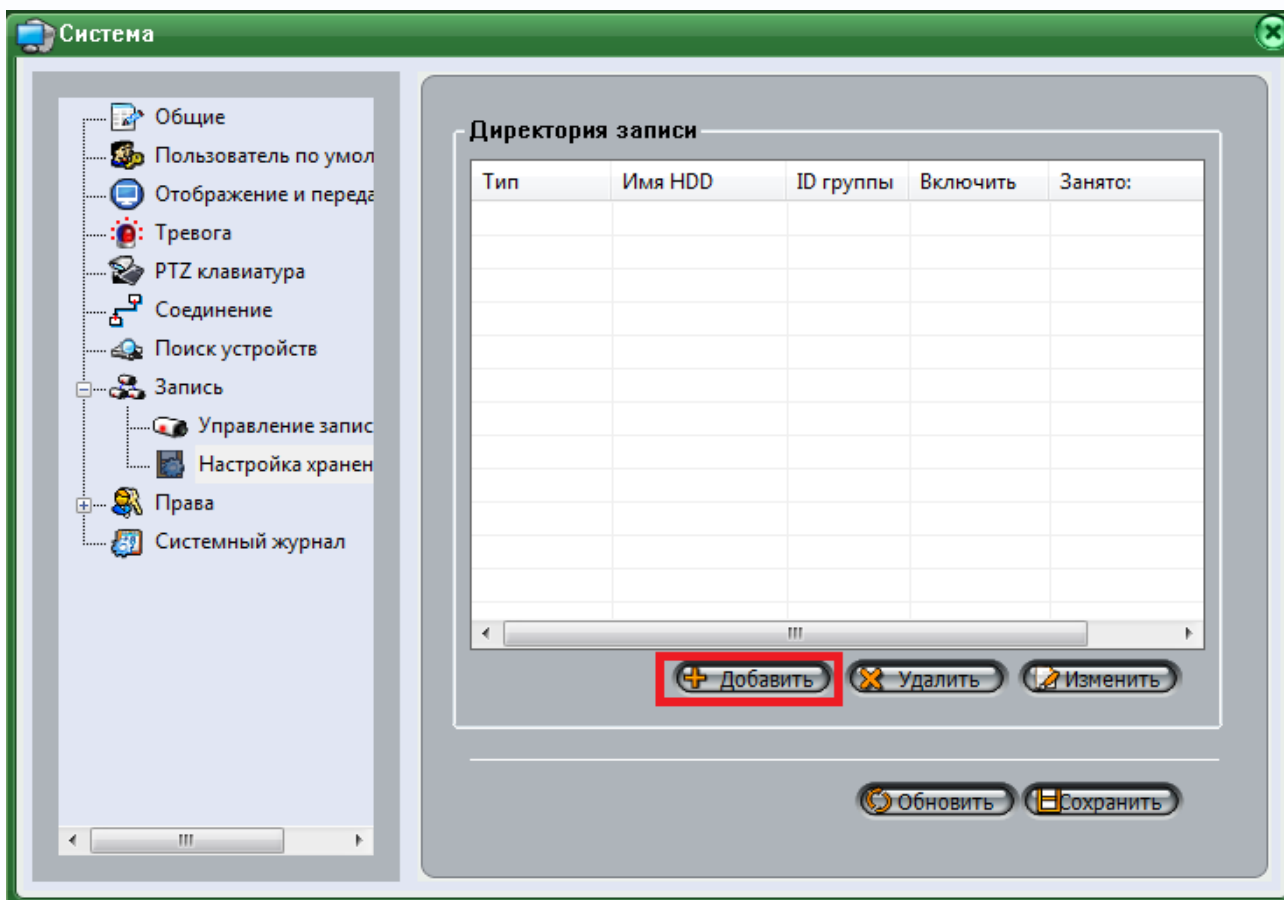 Система
Общие
Пользователь по умол
Отображение и переда
Тревога
PTZ клавиатура
Соединение
Поиск устройств
Запись
Управление запис
Настройка хранен
Права
Системный журнал
Директория записи
Тип Имя HDD ID группы Включить Занято:
Добавить Удалить Изменить
Обновить Сохранить